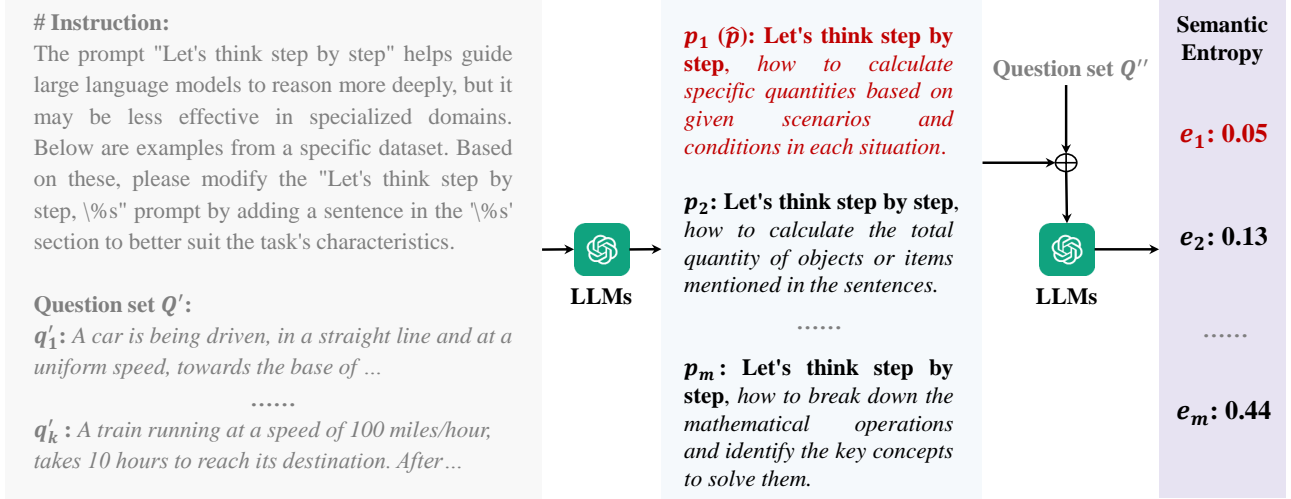 # Instruction:
The prompt "Let's think step by step" helps guide
large language models to reason more deeply, but it
may be less effective in specialized domains.
Below are examples from a specific dataset. Based
on these, please modify the "Let's think step by
step, \%s" prompt by adding a sentence in the '\%s'
section to better suit the task's characteristics.
Question set Q′:
q′₁: A car is being driven, in a straight line and at a
uniform speed, towards the base of …
……
q′ₖ : A train running at a speed of 100 miles/hour,
takes 10 hours to reach its destination. After…
LLMs
p₁ (p̂): Let's think step by
step, how to calculate
specific quantities based on
given scenarios and
conditions in each situation.
p₂: Let's think step by step,
how to calculate the total
quantity of objects or items
mentioned in the sentences.
……
pₘ: Let's think step by
step, how to break down the
mathematical operations
and identify the key concepts
to solve them.
Question set Q′′
LLMs
Semantic
Entropy
e₁: 0.05
e₂: 0.13
……
eₘ: 0.44